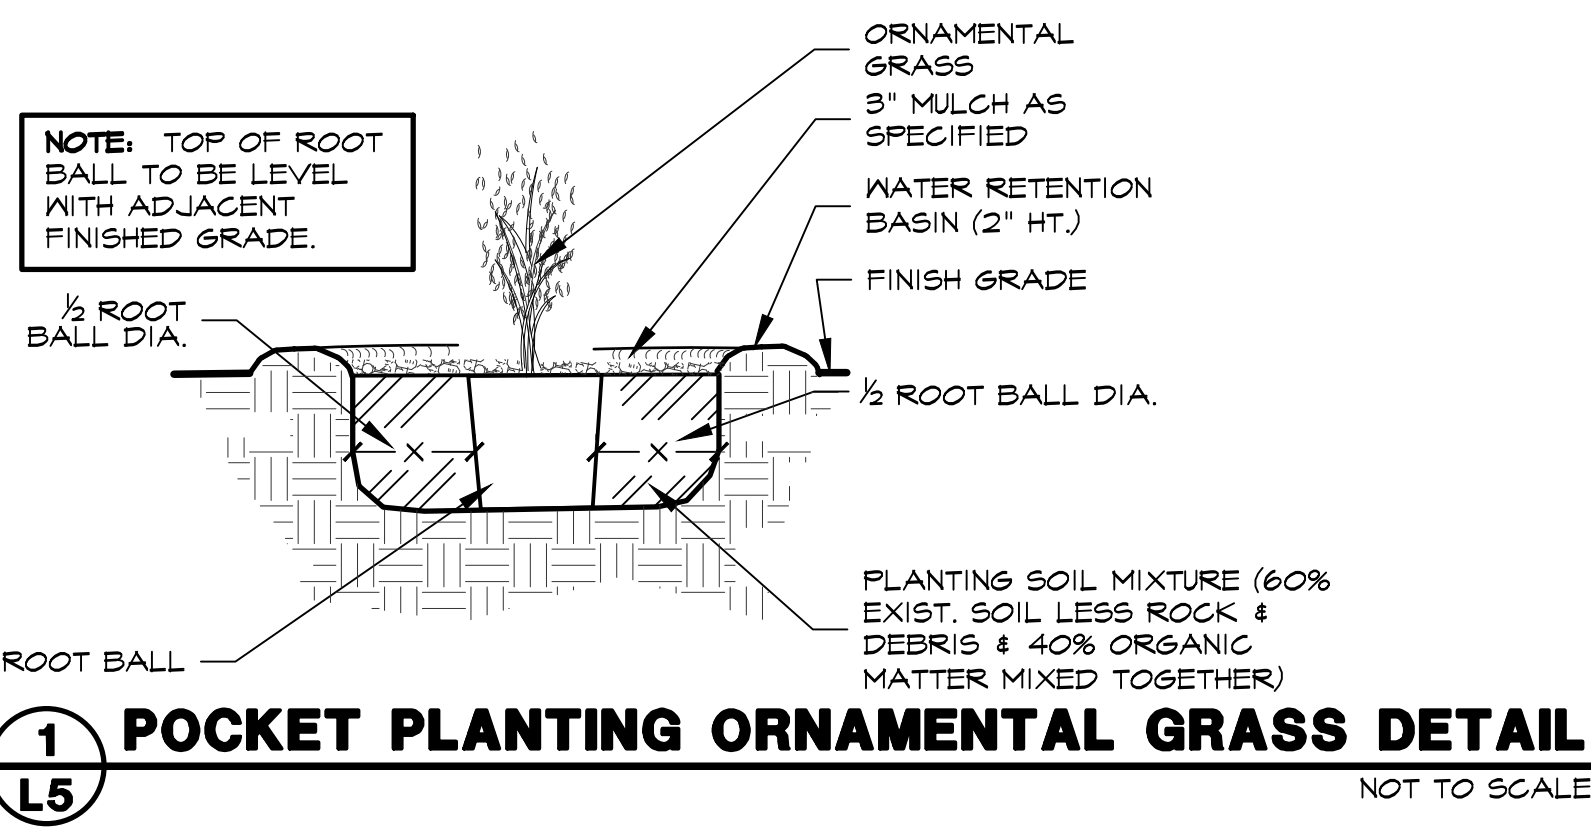 ORNAMENTAL
GRASS
3" MULCH AS
SPECIFIED
NOTE: TOP OF ROOT
BALL TO BE LEVEL
WITH ADJACENT
FINISHED GRADE.
WATER RETENTION
BASIN (2" HT.)
FINISH GRADE
½ ROOT
BALL DIA.
½ ROOT BALL DIA.
PLANTING SOIL MIXTURE (60%
EXIST. SOIL LESS ROCK &
DEBRIS & 40% ORGANIC
MATTER MIXED TOGETHER)
ROOT BALL
1
L5
POCKET PLANTING ORNAMENTAL GRASS DETAIL
NOT TO SCALE